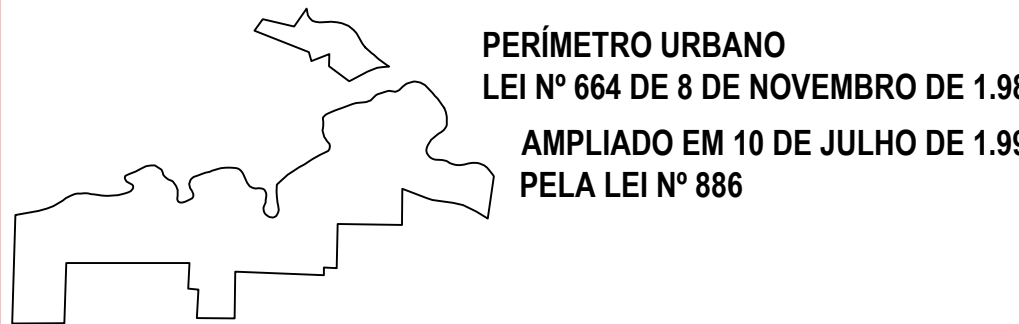 PERÍMETRO URBANO
LEI Nº 664 DE 8 DE NOVEMBRO DE 1.98
AMPLIADO EM 10 DE JULHO DE 1.99
PELA LEI Nº 886